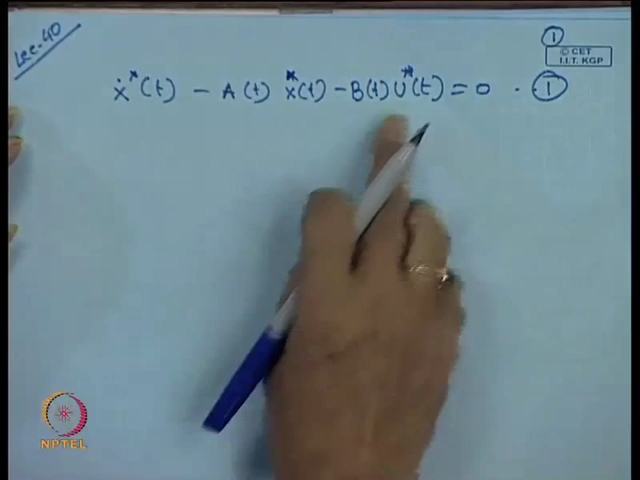 Lec-40
①
© CET
I.I.T. KGP
ẋ*(t) - A(t) x*(t) - B(t) U*(t) = 0 . ①
NPTEL